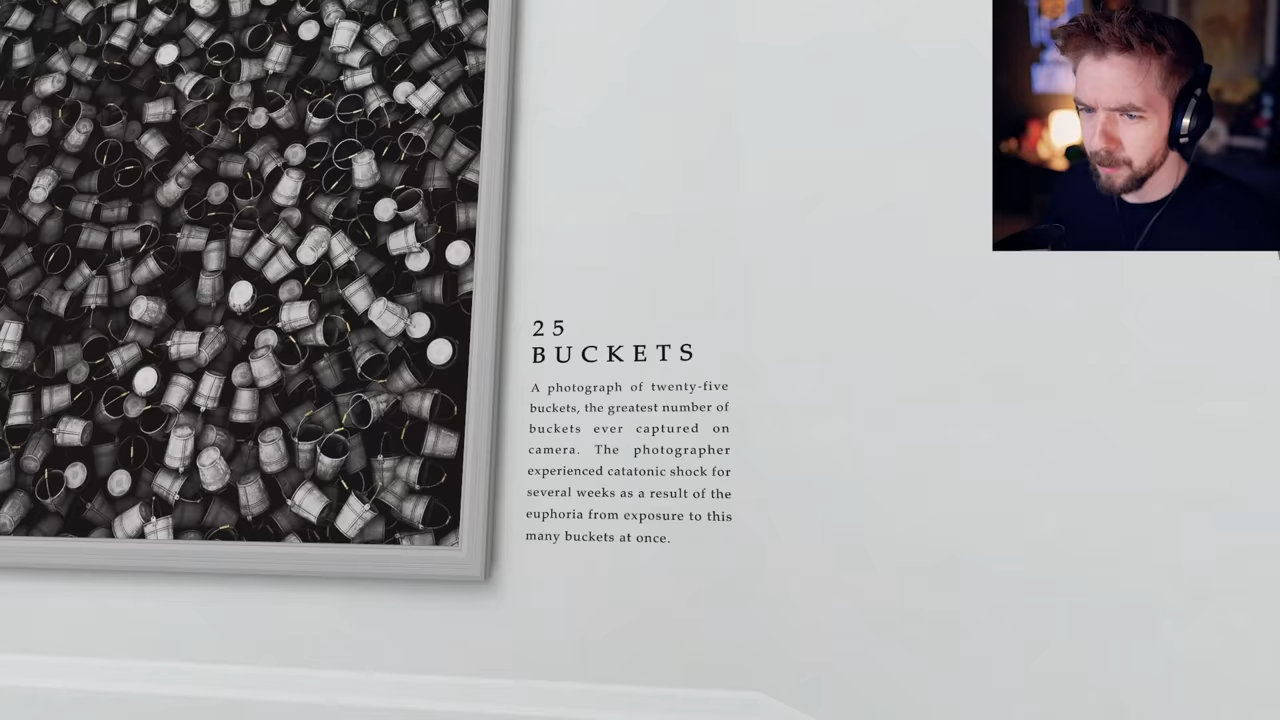 25
BUCKETS
A photograph of twenty-five
buckets, the greatest number of
buckets ever captured on
camera. The photographer
experienced catatonic shock for
several weeks as a result of the
euphoria from exposure to this
many buckets at once.